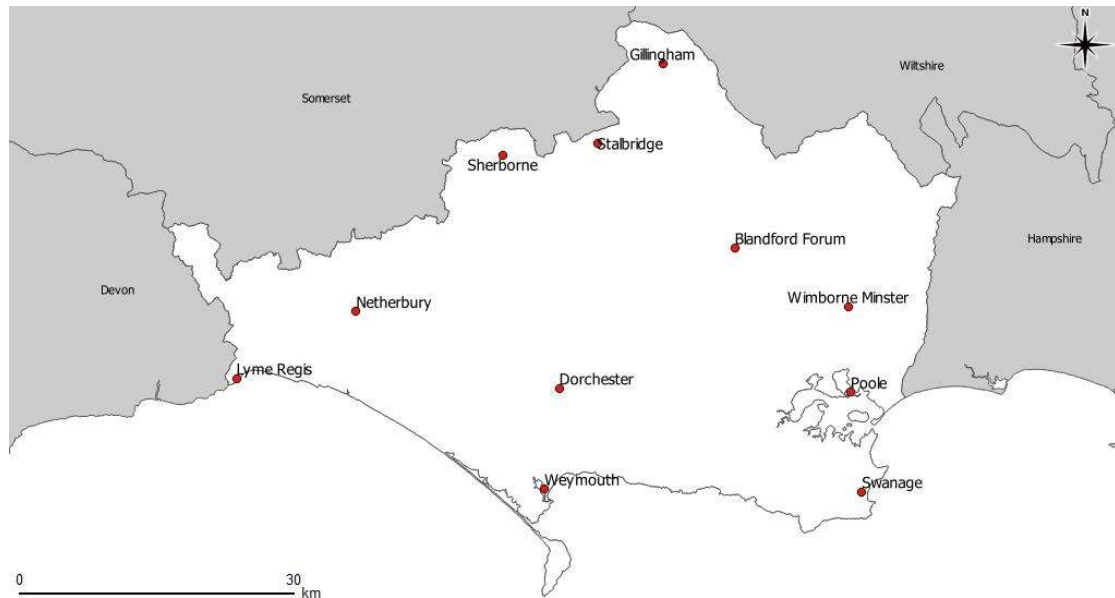 N
Gillingham
Wiltshire
Somerset
Stalbridge
Sherborne
Blandford Forum
Hampshire
Devon
Netherbury
Wimborne Minster
Lyme Regis
Dorchester
Poole
Weymouth
Swanage
0 30
km